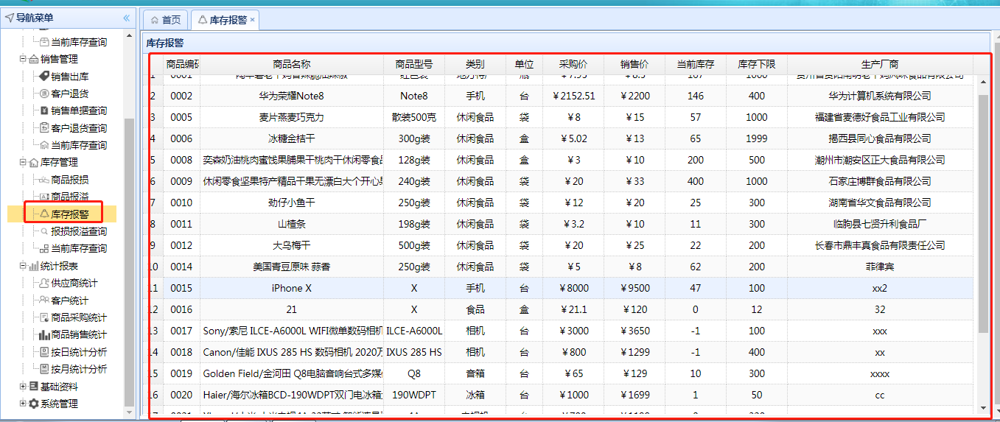 导航菜单
首页
库存报警
当前库存查询
销售管理
销售出库
客户退货
销售单据查询
客户退货查询
当前库存查询
库存管理
商品报损
商品报溢
库存报警
报损报溢查询
当前库存查询
统计报表
供应商统计
客户统计
商品采购统计
商品销售统计
按日统计分析
按月统计分析
基础资料
系统管理
库存报警
商品编码 商品名称 商品型号 类别 单位 采购价 销售价 当前库存 库存下限 生产厂商
2 0002 华为荣耀Note8 Note8 手机 台 ￥2152.51 ￥2200 146 400 华为计算机系统有限公司
3 0005 麦片燕麦巧克力 散装500克 休闲食品 袋 ￥8 ￥15 57 1000 福建省麦德好食品工业有限公司
4 0006 冰糖金桔干 300g装 休闲食品 盒 ￥5.02 ￥13 65 1999 揭西县同心食品有限公司
5 0008 奕森奶油桃肉蜜饯果脯果干桃肉干休闲零食品 128g装 休闲食品 盒 ￥3 ￥10 200 500 潮州市潮安区正大食品有限公司
6 0009 休闲零食坚果特产精品干果无漂白大个开心果 240g装 休闲食品 袋 ￥20 ￥33 400 1000 石家庄博群食品有限公司
7 0010 劲仔小鱼干 250g装 休闲食品 袋 ￥12 ￥20 25 300 湖南省华文食品有限公司
8 0011 山楂条 198g装 休闲食品 袋 ￥3.2 ￥10 11 300 临朐县七贤升利食品厂
9 0012 大乌梅干 500g装 休闲食品 袋 ￥20 ￥25 22 200 长春市鼎丰真食品有限责任公司
10 0014 美国青豆原味 蒜香 250g装 休闲食品 袋 ￥5 ￥8 62 200 菲律宾
11 0015 iPhone X X 手机 台 ￥8000 ￥9500 47 100 xx2
12 0016 21 X 食品 盒 ￥21.1 ￥120 0 12 32
13 0017 Sony/索尼 ILCE-A6000L WIFI微单数码相机 ILCE-A6000L 相机 台 ￥3000 ￥3650 -1 100 xxx
14 0018 Canon/佳能 IXUS 285 HS 数码相机 2020万 IXUS 285 HS 相机 台 ￥800 ￥1299 -1 400 xx
15 0019 Golden Field/金河田 Q8电脑音响台式多媒体 Q8 音箱 台 ￥65 ￥129 10 300 xxxx
16 0020 Haier/海尔冰箱BCD-190WDPT双门电冰箱 190WDPT 冰箱 台 ￥1000 ￥1699 1 50 cc